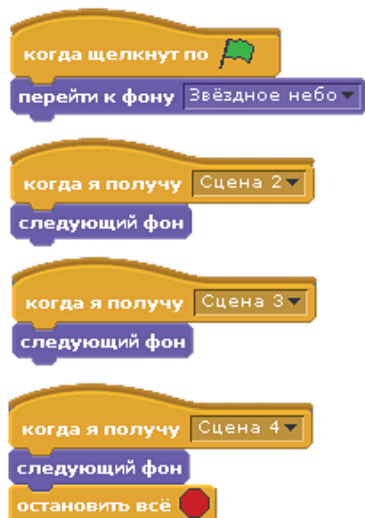 когда щелкнут по
перейти к фону Звёздное небо
когда я получу Сцена 2
следующий фон
когда я получу Сцена 3
следующий фон
когда я получу Сцена 4
следующий фон
остановить всё